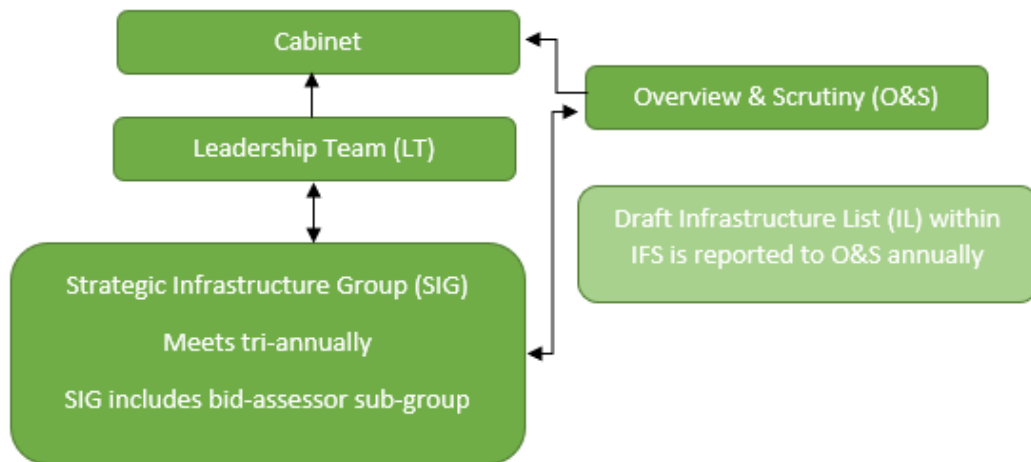 Cabinet
Overview & Scrutiny (O&S)
Leadership Team (LT)
Draft Infrastructure List (IL) within
IFS is reported to O&S annually
Strategic Infrastructure Group (SIG)
Meets tri-annually
SIG includes bid-assessor sub-group